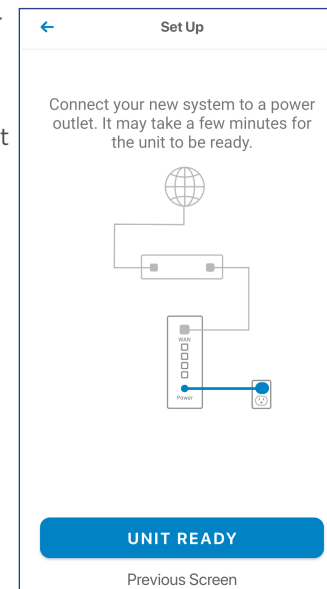 Set Up
Connect your new system to a power
outlet. It may take a few minutes for
the unit to be ready.
WAN
Power
UNIT READY
Previous Screen